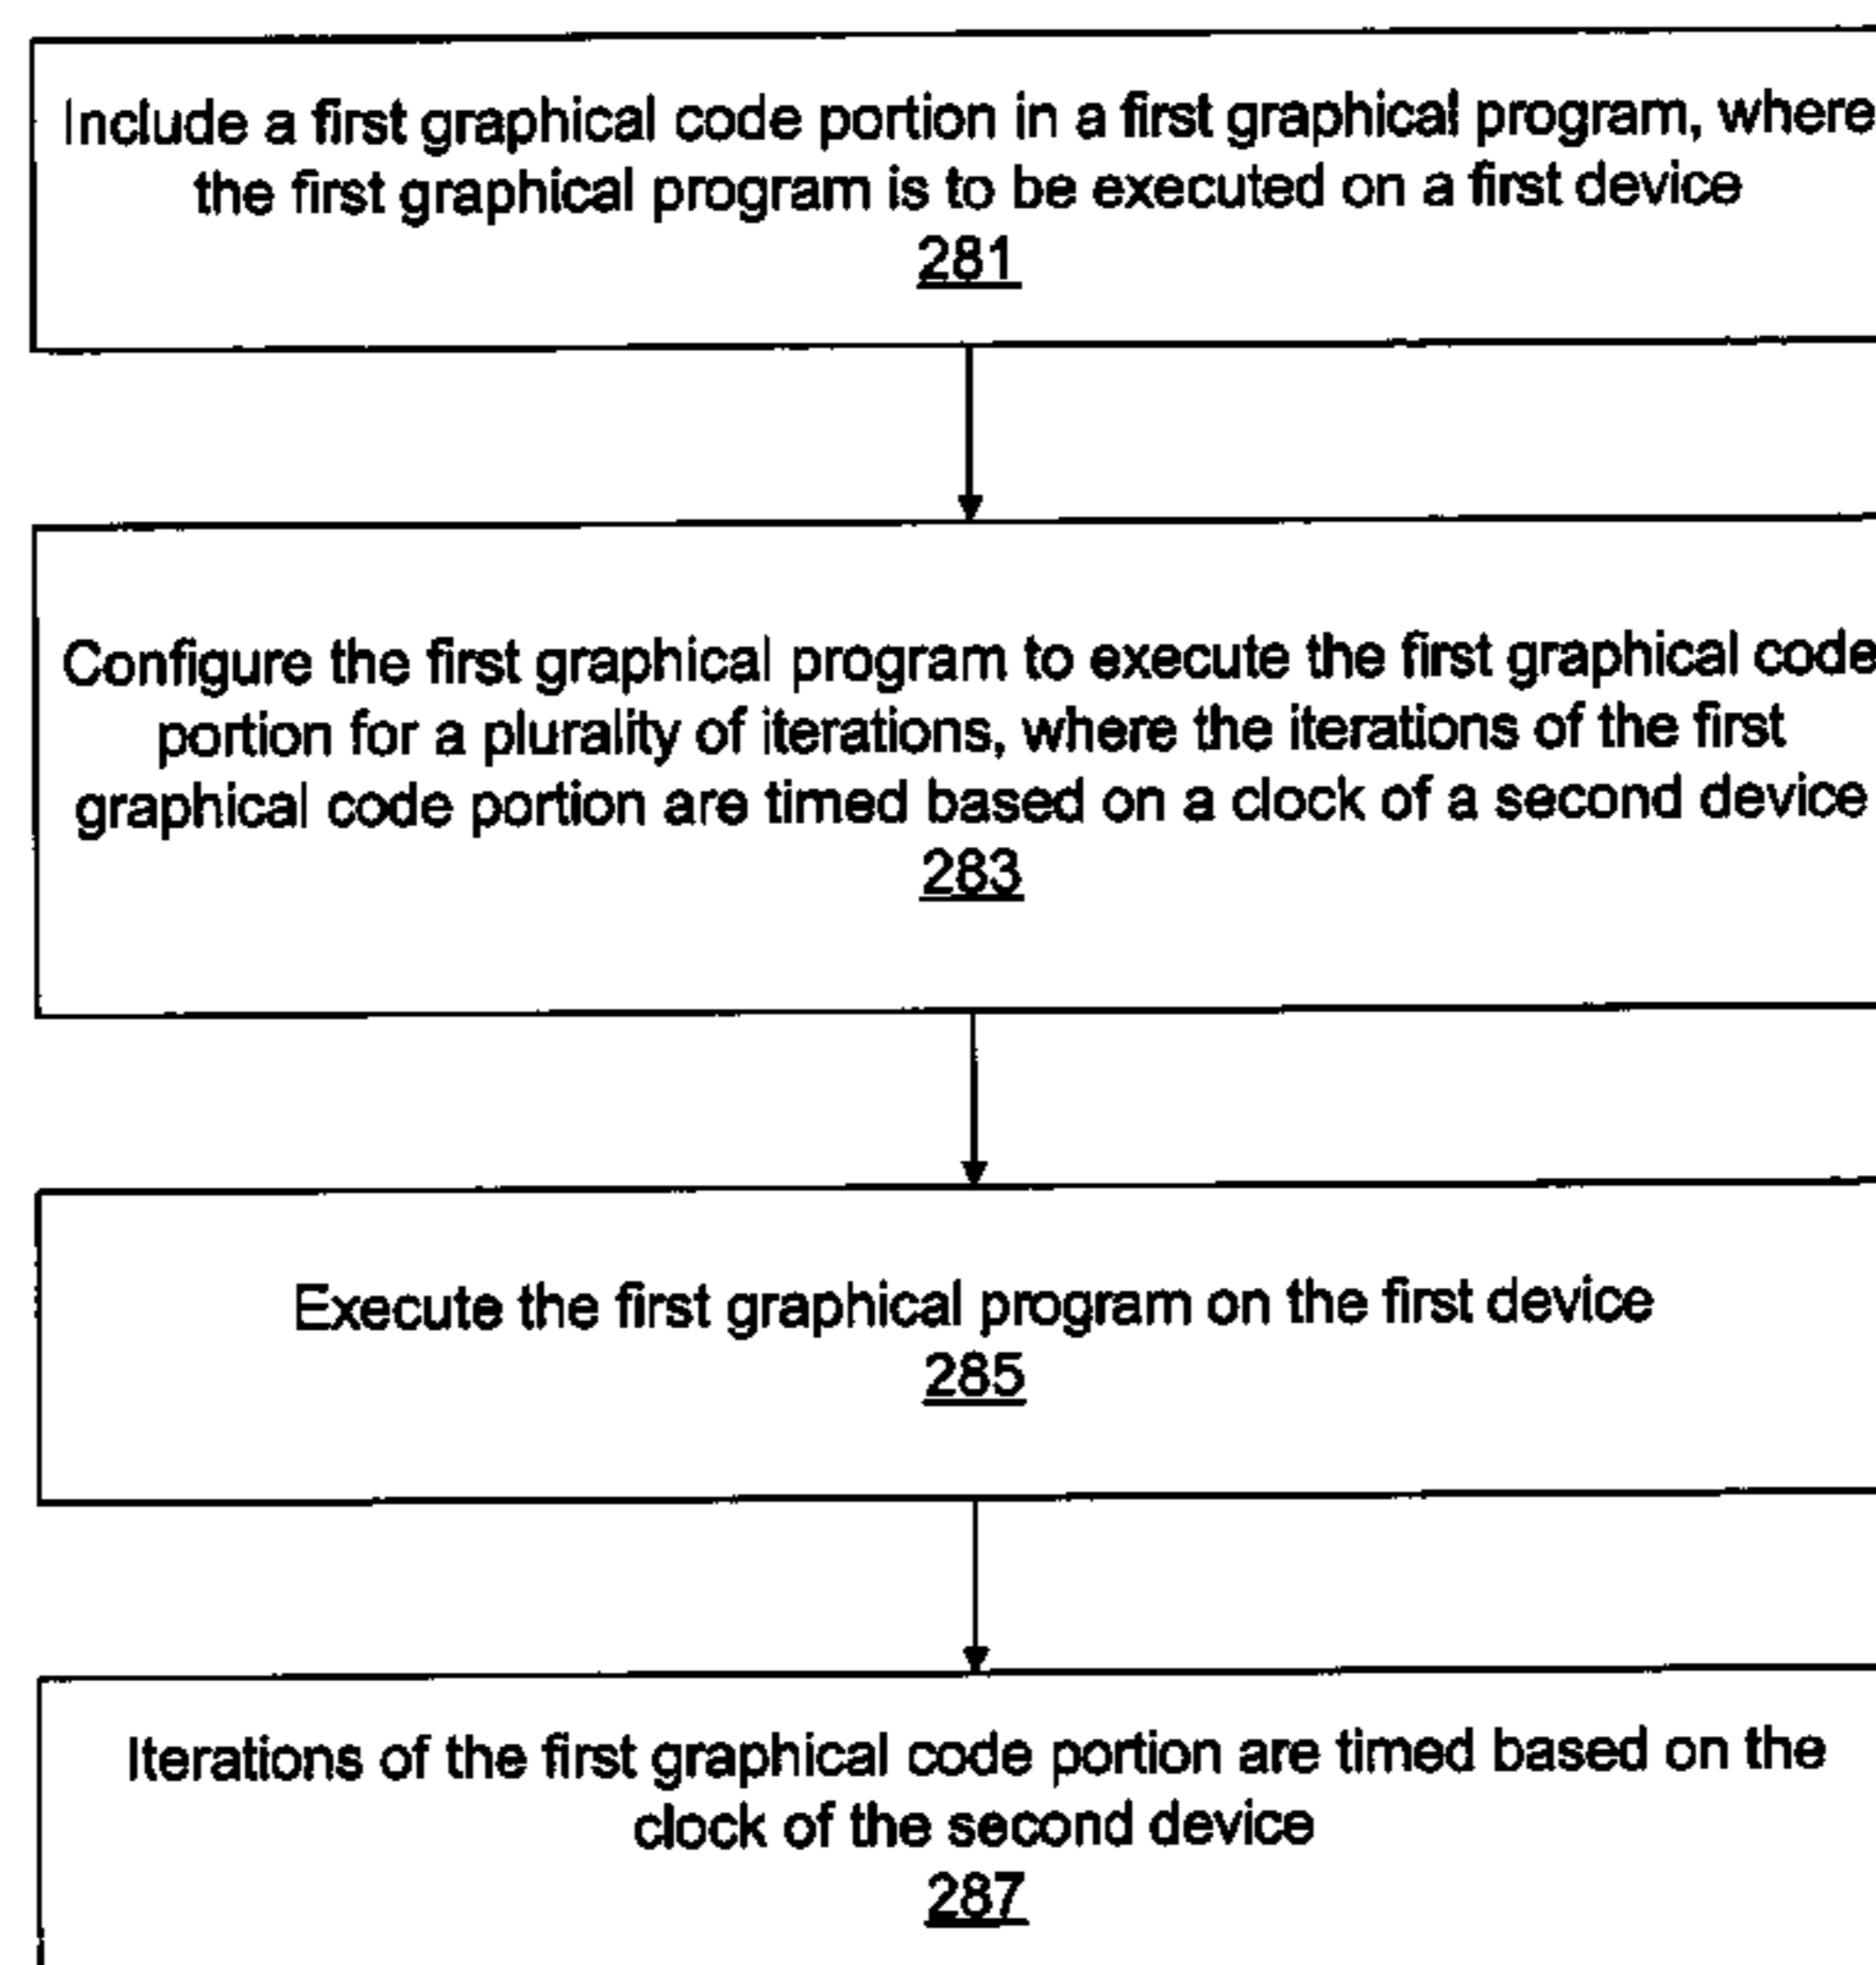 Include a first graphical code portion in a first graphical program, where
the first graphical program is to be executed on a first device
281
Configure the first graphical program to execute the first graphical code
portion for a plurality of iterations, where the iterations of the first
graphical code portion are timed based on a clock of a second device
283
Execute the first graphical program on the first device
285
Iterations of the first graphical code portion are timed based on the
clock of the second device
287